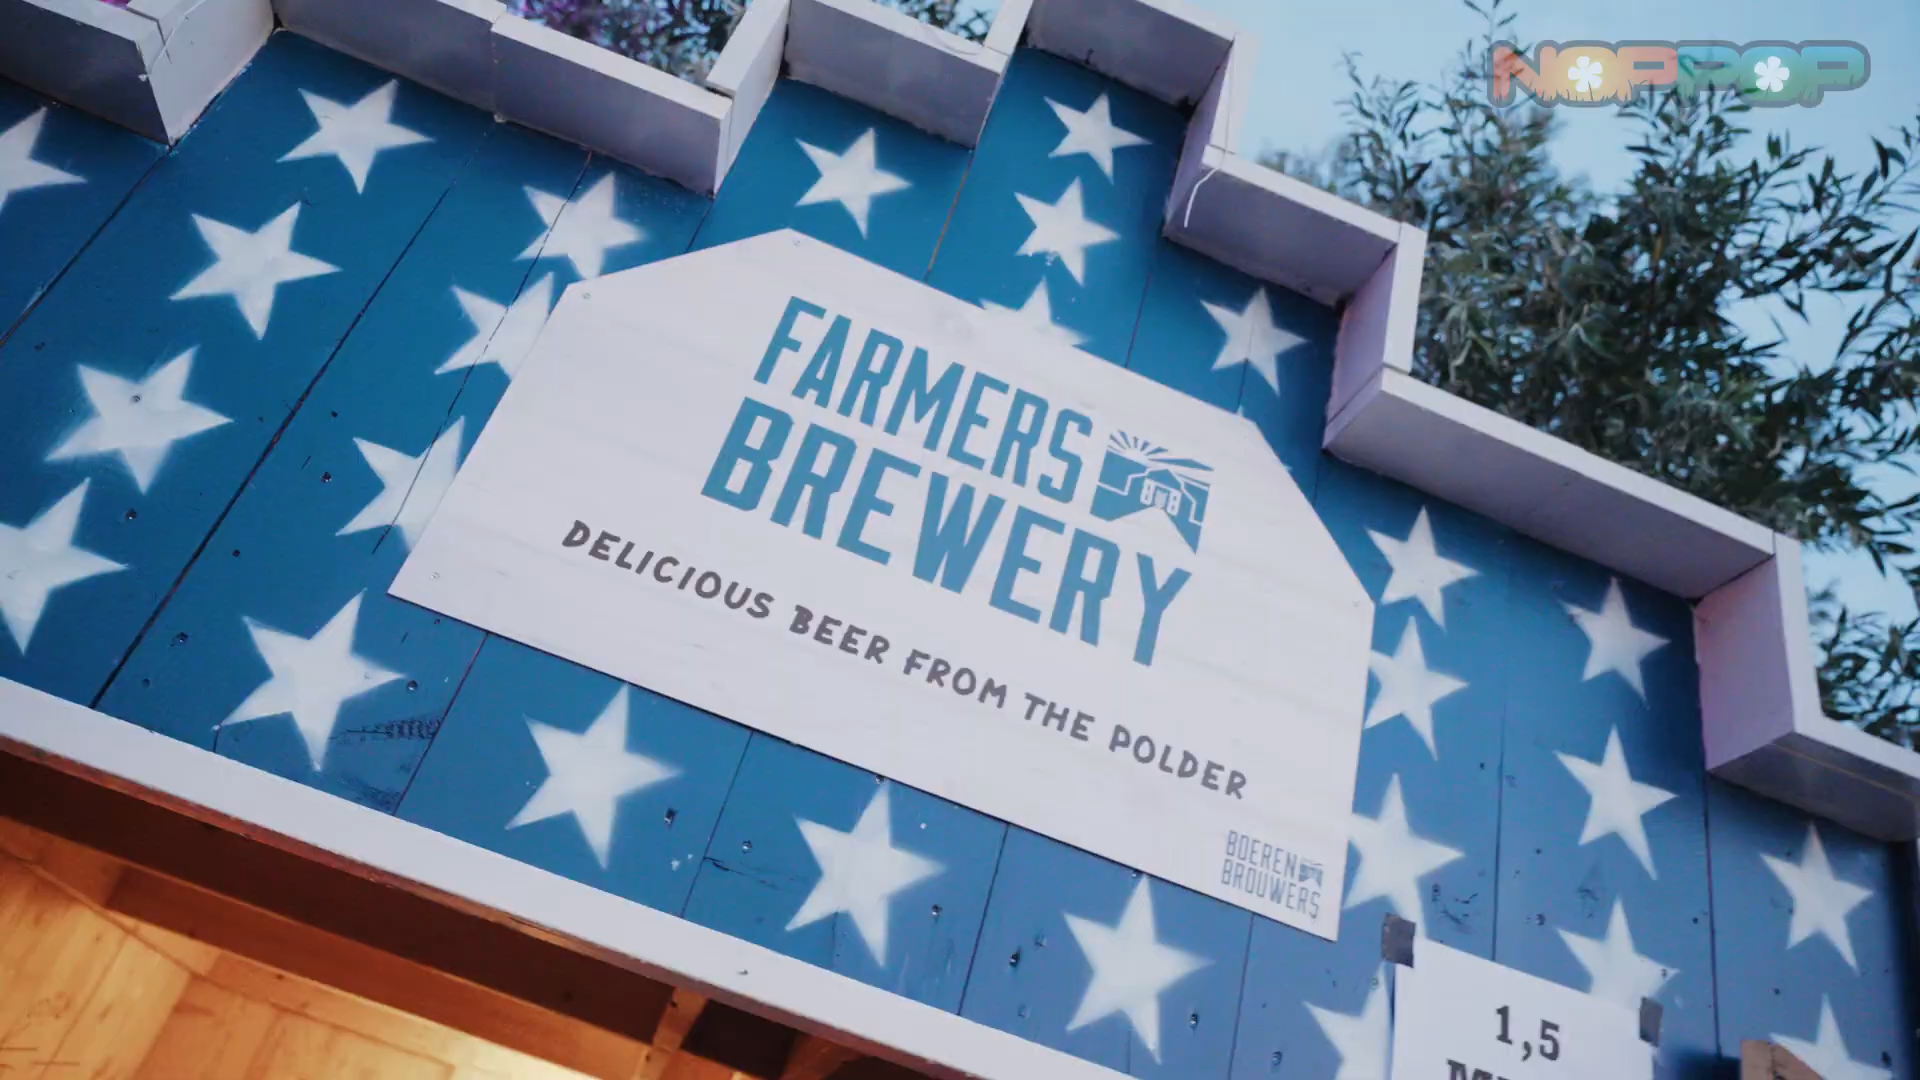 NOPPOP
FARMERS
BREWERY
DELICIOUS BEER FROM THE POLDER
BOEREN
BROUWERS
1,5